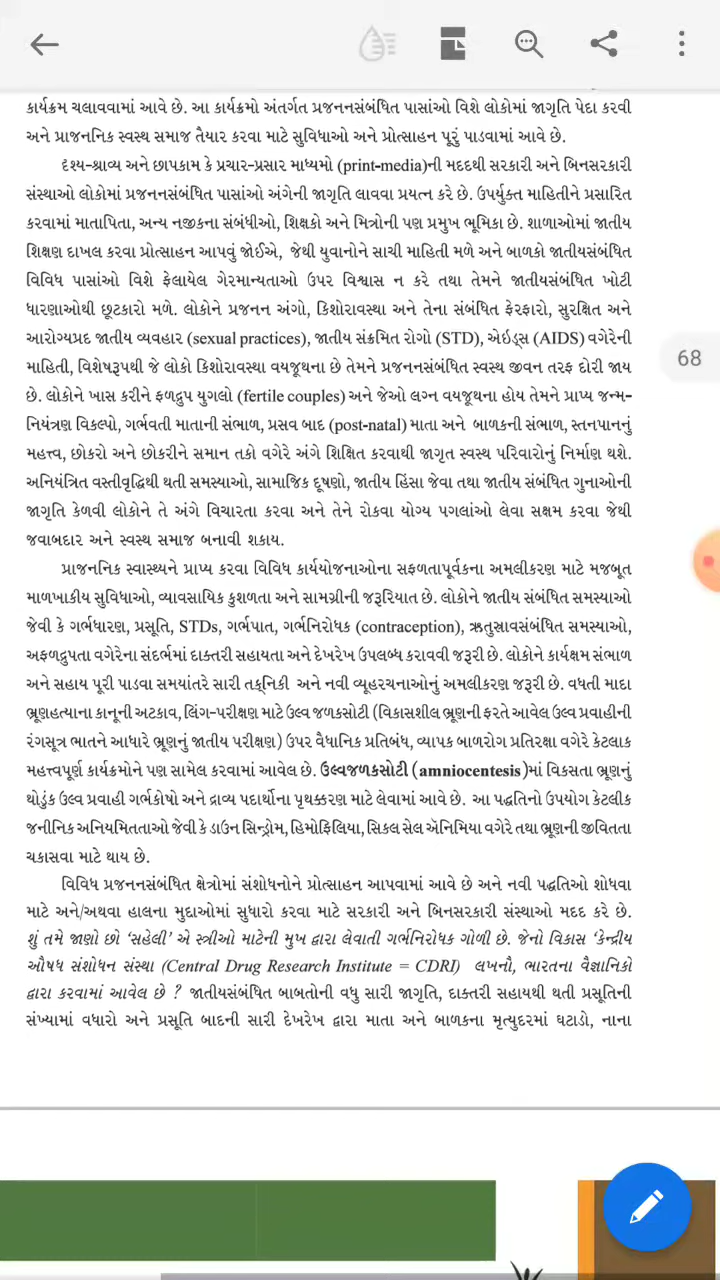 કાર્યક્રમ ચલાવવામાં આવે છે. આ કાર્યક્રમો અંતર્ગત પ્રજનનસંબંધિત પાસાંઓ વિશે લોકોમાં જાગૃતિ પેદા કરવી
અને પ્રાજનનિક સ્વસ્થ સમાજ તૈયાર કરવા માટે સુવિધાઓ અને પ્રોત્સાહન પૂરું પાડવામાં આવે છે.
દૃશ્ય-શ્રાવ્ય અને છાપકામ કે પ્રચાર-પ્રસાર માધ્યમો (print-media)ની મદદથી સરકારી અને બિનસરકારી
સંસ્થાઓ લોકોમાં પ્રજનનસંબંધિત પાસાંઓ અંગેની જાગૃતિ લાવવા પ્રયત્ન કરે છે. ઉપર્યુક્ત માહિતીને પ્રસારિત
કરવામાં માતાપિતા, અન્ય નજીકના સંબંધીઓ, શિક્ષકો અને મિત્રોની પણ પ્રમુખ ભૂમિકા છે. શાળાઓમાં જાતીય
શિક્ષણ દાખલ કરવા પ્રોત્સાહન આપવું જોઈએ, જેથી યુવાનોને સાચી માહિતી મળે અને બાળકો જાતીયસંબંધિત
વિવિધ પાસાંઓ વિશે ફેલાયેલ ગેરમાન્યતાઓ ઉપર વિશ્વાસ ન કરે તથા તેમને જાતીયસંબંધિત ખોટી
ધારણાઓથી છૂટકારો મળે. લોકોને પ્રજનન અંગો, કિશોરાવસ્થા અને તેના સંબંધિત ફેરફારો, સુરક્ષિત અને
આરોગ્યપ્રદ જાતીય વ્યવહાર (sexual practices), જાતીય સંક્રમિત રોગો (STD), એઇડ્સ (AIDS) વગેરેની
માહિતી, વિશેષરૂપથી જે લોકો કિશોરાવસ્થા વયજૂથના છે તેમને પ્રજનનસંબંધિત સ્વસ્થ જીવન તરફ દોરી જાય
68
છે. લોકોને ખાસ કરીને ફળદ્રુપ યુગલો (fertile couples) અને જેઓ લગ્ન વયજૂથના હોય તેમને પ્રાપ્ય જન્મ-
નિયંત્રણ વિકલ્પો, ગર્ભવતી માતાની સંભાળ, પ્રસવ બાદ (post-natal) માતા અને બાળકની સંભાળ, સ્તનપાનનું
મહત્ત્વ, છોકરો અને છોકરીને સમાન તકો વગેરે અંગે શિક્ષિત કરવાથી જાગૃત સ્વસ્થ પરિવારોનું નિર્માણ થશે.
અનિયંત્રિત વસ્તીવૃદ્ધિથી થતી સમસ્યાઓ, સામાજિક દૂષણો, જાતીય હિંસા જેવા તથા જાતીય સંબંધિત ગુનાઓની
જાગૃતિ કેળવી લોકોને તે અંગે વિચારતા કરવા અને તેને રોકવા યોગ્ય પગલાંઓ લેવા સક્ષમ કરવા જેથી
જવાબદાર અને સ્વસ્થ સમાજ બનાવી શકાય.
પ્રાજનનિક સ્વાસ્થ્યને પ્રાપ્ય કરવા વિવિધ કાર્યયોજનાઓના સફળતાપૂર્વકના અમલીકરણ માટે મજબૂત
માળખાકીય સુવિધાઓ, વ્યાવસાયિક કુશળતા અને સામગ્રીની જરૂરિયાત છે. લોકોને જાતીય સંબંધિત સમસ્યાઓ
જેવી કે ગર્ભધારણ, પ્રસૂતિ, STDs, ગર્ભપાત, ગર્ભનિરોધક (contraception), ઋતુસ્રાવસંબંધિત સમસ્યાઓ,
અફળદ્રુપતા વગેરેના સંદર્ભમાં દાક્તરી સહાયતા અને દેખરેખ ઉપલબ્ધ કરાવવી જરૂરી છે. લોકોને કાર્યક્ષમ સંભાળ
અને સહાય પૂરી પાડવા સમયાંતરે સારી તક્નિકી અને નવી વ્યૂહરચનાઓનું અમલીકરણ જરૂરી છે. વધતી માદા
ભ્રૂણહત્યાના કાનૂની અટકાવ, લિંગ-પરીક્ષણ માટે ઉલ્વ જળકસોટી (વિકાસશીલ ભ્રૂણની ફરતે આવેલ ઉલ્વ પ્રવાહીની
રંગસૂત્ર ભાતને આધારે ભ્રૂણનું જાતીય પરીક્ષણ) ઉપર વૈધાનિક પ્રતિબંધ, વ્યાપક બાળરોગ પ્રતિરક્ષા વગેરે કેટલાક
મહત્ત્વપૂર્ણ કાર્યક્રમોને પણ સામેલ કરવામાં આવેલ છે. ઉલ્વજળકસોટી (amniocentesis)માં વિકસતા ભ્રૂણનું
થોડુંક ઉલ્વ પ્રવાહી ગર્ભકોષો અને દ્રાવ્ય પદાર્થોના પૃથક્કરણ માટે લેવામાં આવે છે. આ પદ્ધતિનો ઉપયોગ કેટલીક
જનીનિક અનિયમિતતાઓ જેવી કે ડાઉન સિન્ડ્રોમ, હિમોફિલિયા, સિકલ સેલ ઍનિમિયા વગેરે તથા ભ્રૂણની જીવિતતા
ચકાસવા માટે થાય છે.
વિવિધ પ્રજનનસંબંધિત ક્ષેત્રોમાં સંશોધનોને પ્રોત્સાહન આપવામાં આવે છે અને નવી પદ્ધતિઓ શોધવા
માટે અને/અથવા હાલના મુદાઓમાં સુધારો કરવા માટે સરકારી અને બિનસરકારી સંસ્થાઓ મદદ કરે છે.
શું તમે જાણો છો ‘સહેલી’ એ સ્ત્રીઓ માટેની મુખ દ્વારા લેવાતી ગર્ભનિરોધક ગોળી છે. જેનો વિકાસ ‘કેન્દ્રીય
ઔષધ સંશોધન સંસ્થા (Central Drug Research Institute = CDRI) લખનૌ, ભારતના વૈજ્ઞાનિકો
દ્વારા કરવામાં આવેલ છે ? જાતીયસંબંધિત બાબતોની વધુ સારી જાગૃતિ, દાક્તરી સહાયથી થતી પ્રસૂતિની
સંખ્યામાં વધારો અને પ્રસૂતિ બાદની સારી દેખરેખ દ્વારા માતા અને બાળકના મૃત્યુદરમાં ઘટાડો, નાના